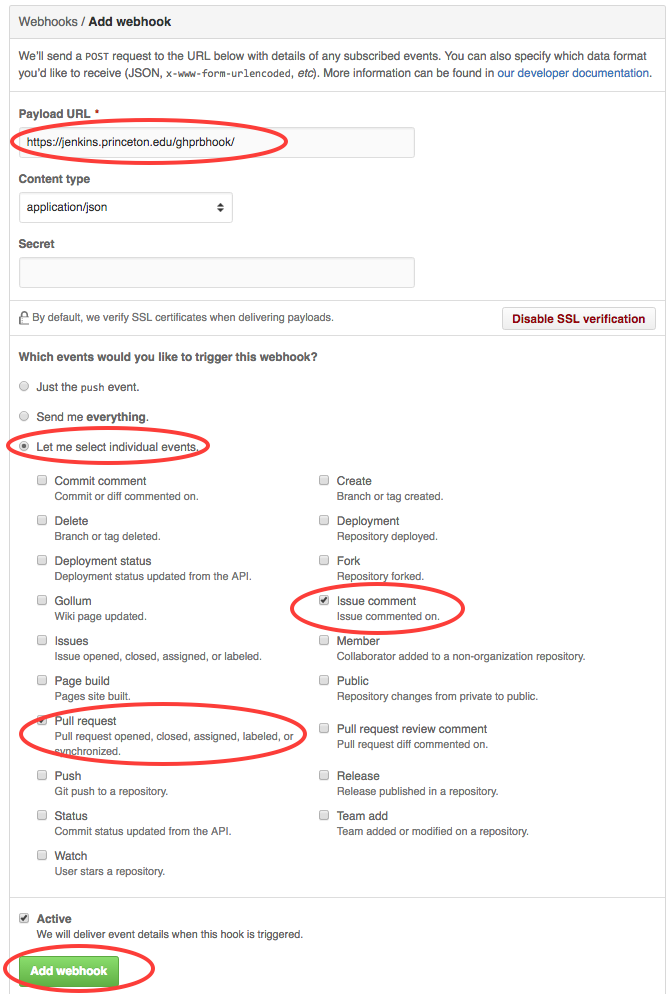 Webhooks / Add webhook
We'll send a POST request to the URL below with details of any subscribed events. You can also specify which data format
you'd like to receive (JSON, x-www-form-urlencoded, etc). More information can be found in our developer documentation.
Payload URL *
https://jenkins.princeton.edu/ghprbhook/
Content type
application/json
Secret
By default, we verify SSL certificates when delivering payloads.
Disable SSL verification
Which events would you like to trigger this webhook?
Just the push event.
Send me everything.
Let me select individual events.
Commit comment
Commit or diff commented on.
Create
Branch or tag created.
Delete
Branch or tag deleted.
Deployment
Repository deployed.
Deployment status
Deployment status updated from the API.
Fork
Repository forked.
Gollum
Wiki page updated.
Issue comment
Issue commented on.
Issues
Issue opened, closed, assigned, or labeled.
Member
Collaborator added to a non-organization repository.
Page build
Pages site built.
Public
Repository changes from private to public.
Pull request
Pull request opened, closed, assigned, labeled, or
synchronized.
Pull request review comment
Pull request diff commented on.
Push
Git push to a repository.
Release
Release published in a repository.
Status
Commit status updated from the API.
Team add
Team added or modified on a repository.
Watch
User stars a repository.
Active
We will deliver event details when this hook is triggered.
Add webhook